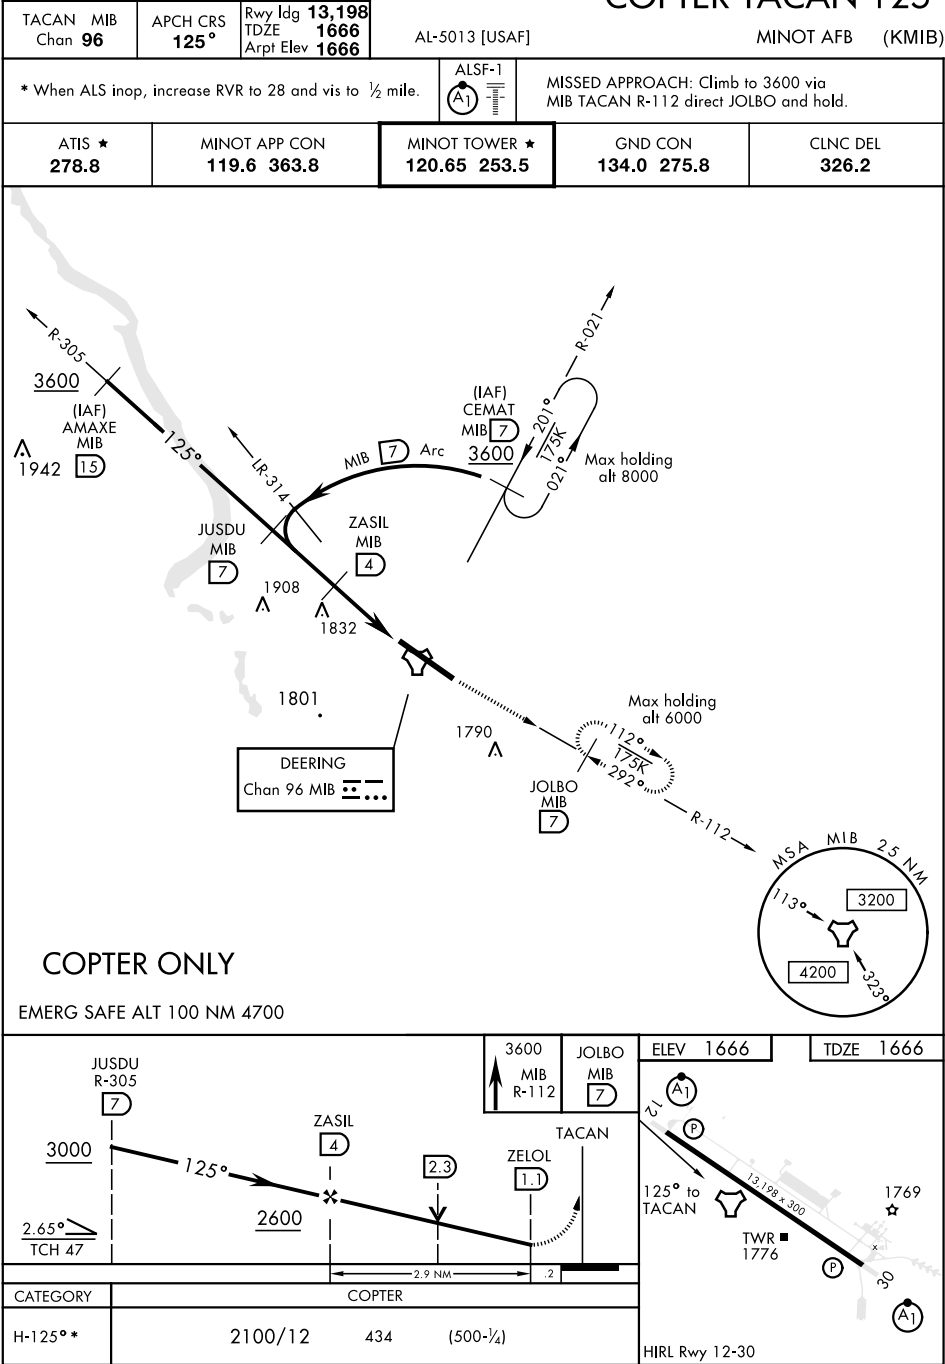 COPTER TACAN 125
TACAN MIB
Chan 96
APCH CRS
125°
Rwy ldg 13,198
TDZE 1666
Arpt Elev 1666
AL-5013 [USAF]
MINOT AFB (KMIB)
* When ALS inop, increase RVR to 28 and vis to ½ mile.
ALSF-1
A1
MISSED APPROACH: Climb to 3600 via
MIB TACAN R-112 direct JOLBO and hold.
ATIS ★
278.8
MINOT APP CON
119.6 363.8
MINOT TOWER ★
120.65 253.5
GND CON
134.0 275.8
CLNC DEL
326.2
R-305
3600
(IAF)
AMAXE
MIB
15
1942
125°
LR-314
MIB 7 Arc
(IAF)
CEMAT
MIB 7
3600
R-021
201°
175K
021°
Max holding
alt 8000
JUSDU
MIB
7
ZASIL
MIB
4
1908
1832
1801
DEERING
Chan 96 MIB
1790
Max holding
alt 6000
112°
175K
292°
JOLBO
MIB
7
R-112
MSA MIB 25 NM
113°
3200
4200
323°
COPTER ONLY
EMERG SAFE ALT 100 NM 4700
JUSDU
R-305
7
3000
125°
2.65°
TCH 47
ZASIL
4
2600
2.3
ZELOL
1.1
TACAN
3600
MIB
R-112
JOLBO
MIB
7
2.9 NM
.2
ELEV 1666
TDZE 1666
A1
12
P
125° to
TACAN
13,198 x 300
1769
TWR
1776
x
P
30
A1
HIRL Rwy 12-30
CATEGORY
COPTER
H-125° *
2100/12 434 (500-¼)